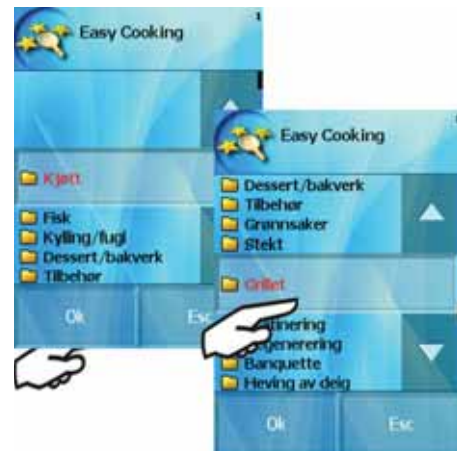 Easy Cooking
Kjøtt
Fisk
Kylling/fugl
Dessert/bakverk
Tilbehør
Ok
Easy Cooking
Dessert/bakverk
Tilbehør
Grønnsaker
Stekt
Grillet
Banquette
Heving av deig
Ok
Esc